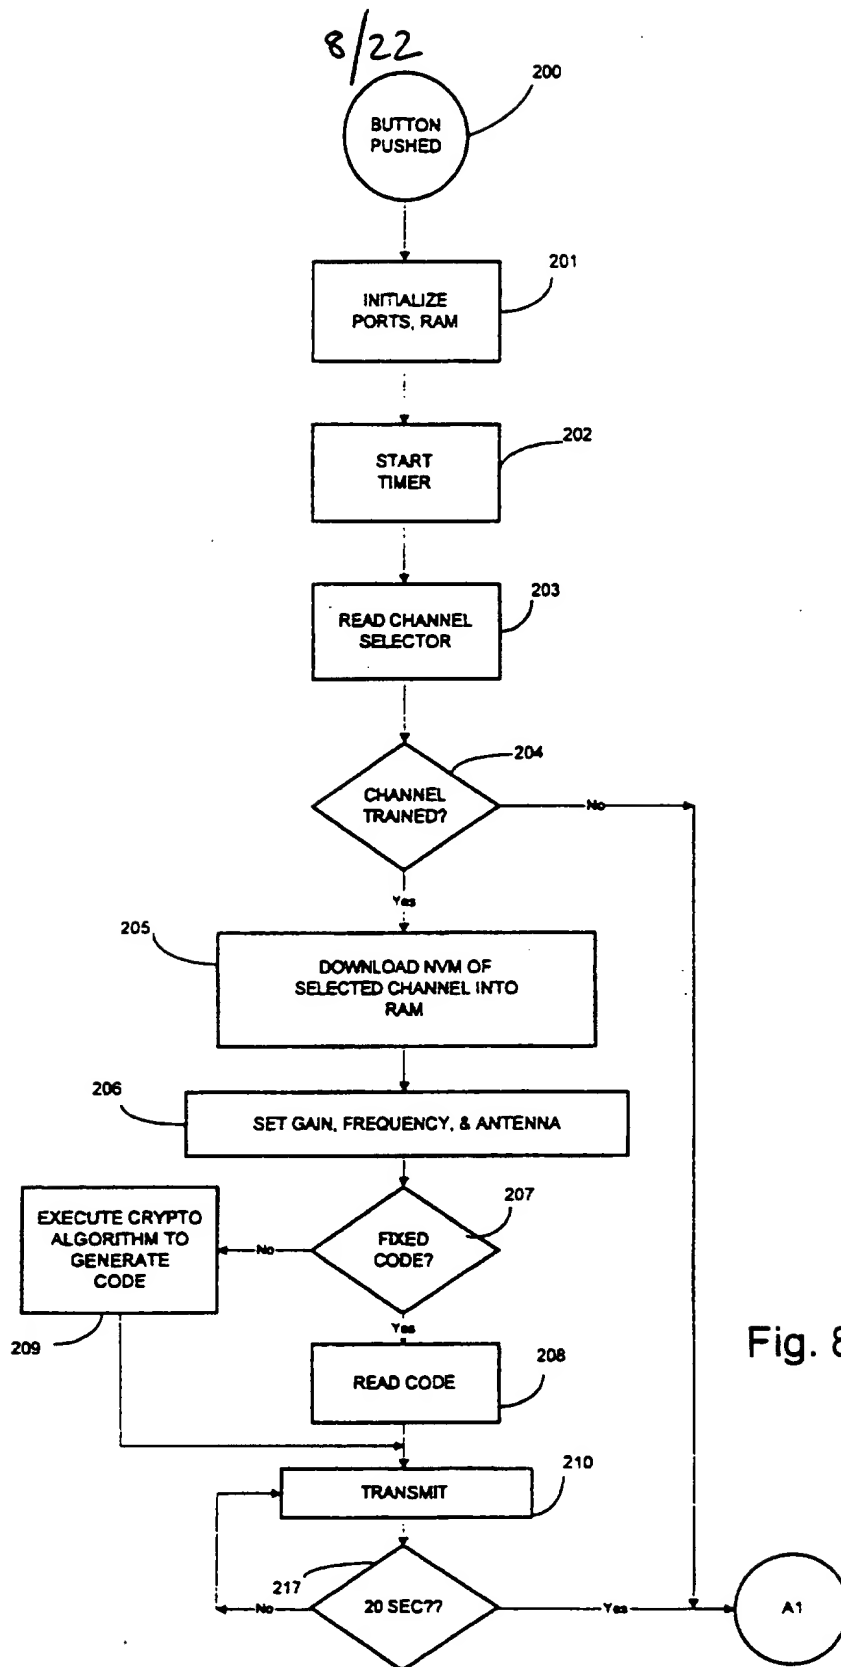 8/22
200
BUTTON
PUSHED
201
INITIALIZE
PORTS, RAM
202
START
TIMER
203
READ CHANNEL
SELECTOR
204
CHANNEL
TRAINED?
No
Yes
205
DOWNLOAD NVM OF
SELECTED CHANNEL INTO
RAM
206
SET GAIN, FREQUENCY, & ANTENNA
207
FIXED
CODE?
No
EXECUTE CRYPTO
ALGORITHM TO
GENERATE
CODE
209
Yes
208
READ CODE
Fig. 8
210
TRANSMIT
217
20 SEC??
No
Yes
A1